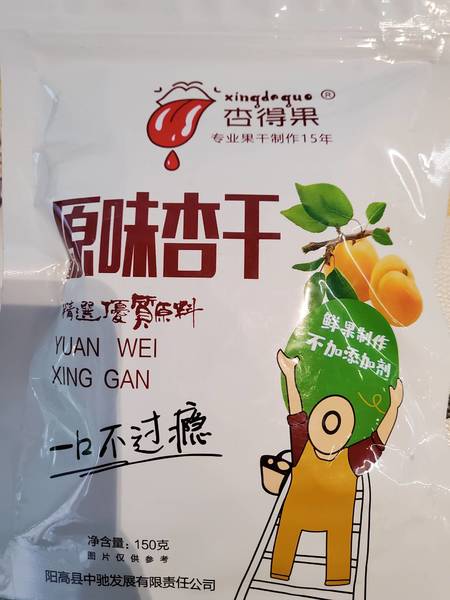 xingdeguo®
杏得果
专业果干制作15年
原味杏干
精選優質原料
YUAN WEI
XING GAN
鲜果制作
不加添加剂
一口不过瘾
净含量：150克
图片仅供参考
阳高县中驰发展有限责任公司